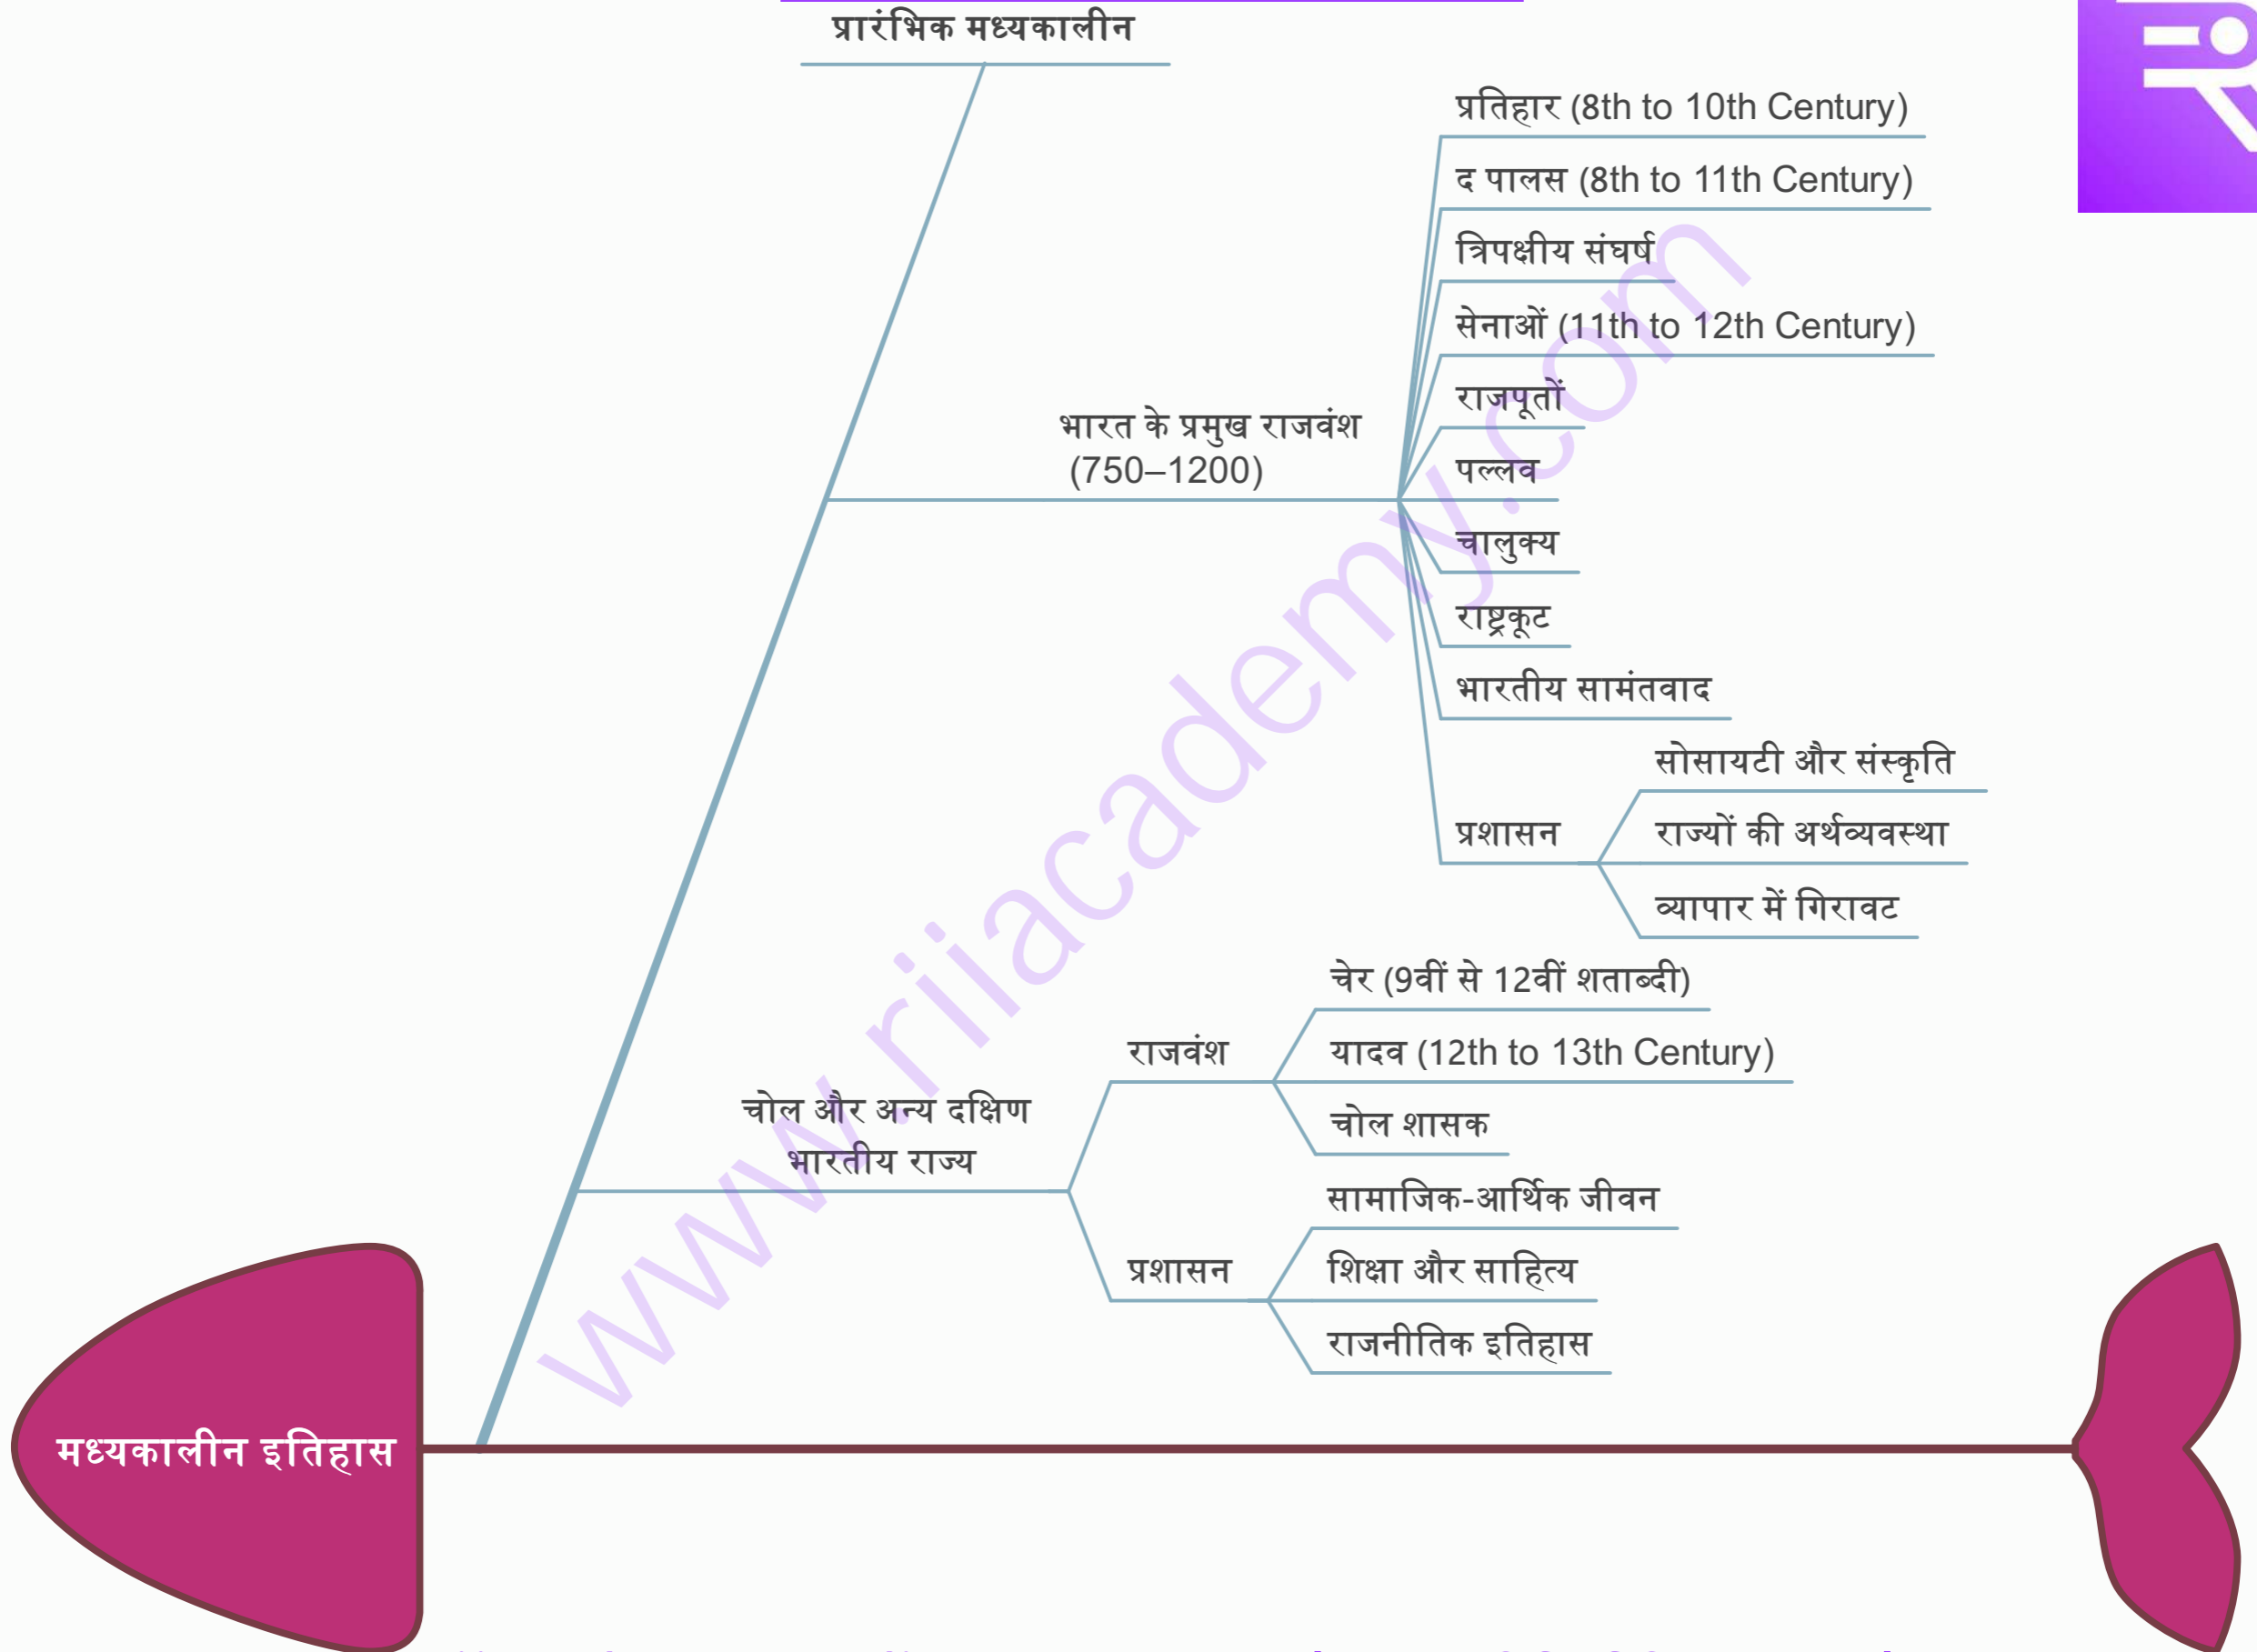 प्रारंभिक मध्यकालीन
प्रतिहार (8th to 10th Century)
द पालस (8th to 11th Century)
त्रिपक्षीय संघर्ष
सेनाओं (11th to 12th Century)
राजपूतों
भारत के प्रमुख राजवंश
(750–1200)
पल्लव
चालुक्य
राष्ट्रकूट
भारतीय सामंतवाद
प्रशासन
सोसायटी और संस्कृति
राज्यों की अर्थव्यवस्था
व्यापार में गिरावट
चोल और अन्य दक्षिण
भारतीय राज्य
राजवंश
चेर (9वीं से 12वीं शताब्दी)
यादव (12th to 13th Century)
चोल शासक
प्रशासन
सामाजिक-आर्थिक जीवन
शिक्षा और साहित्य
राजनीतिक इतिहास
मध्यकालीन इतिहास